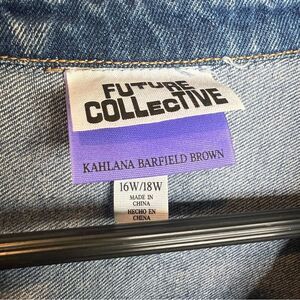 FUTURE
COLLECTIVE
KAHLANA BARFIELD BROWN
16W/18W
MADE IN
CHINA
HECHO EN
CHINA